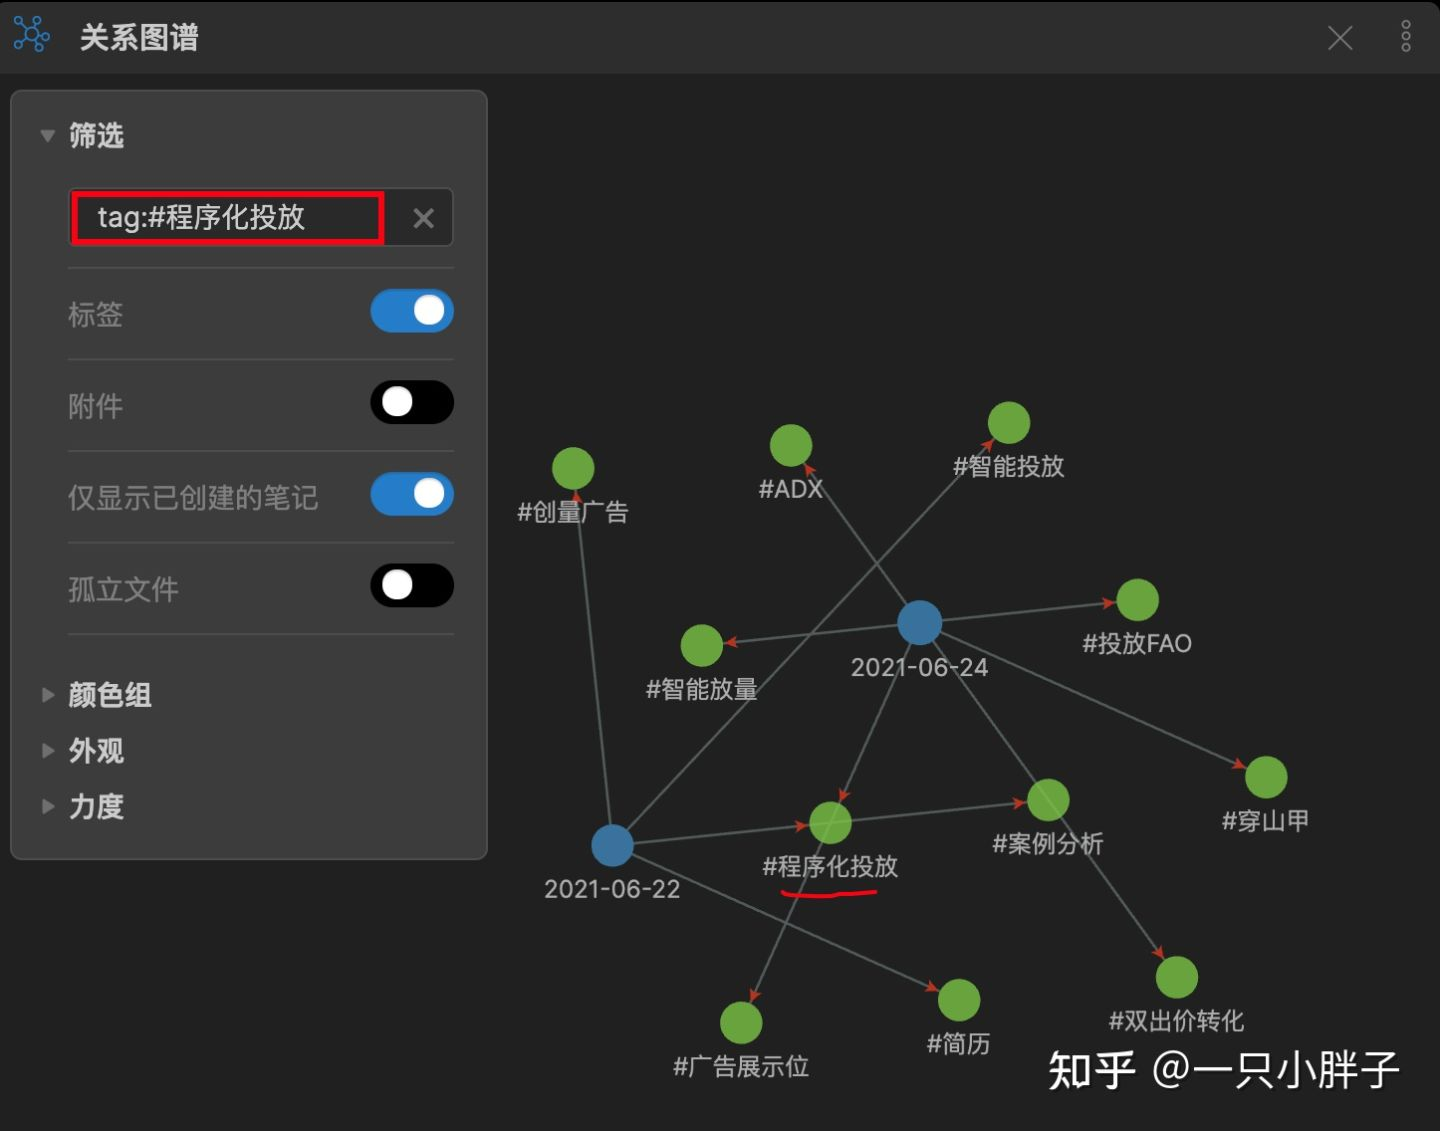 关系图谱
筛选
tag:#程序化投放
标签
附件
仅显示已创建的笔记
孤立文件
颜色组
外观
力度
#智能投放
#ADX
#创量广告
#投放FAO
2021-06-24
#智能放量
#穿山甲
#案例分析
#程序化投放
2021-06-22
#双出价转化
#简历
#广告展示位
知乎 @一只小胖子